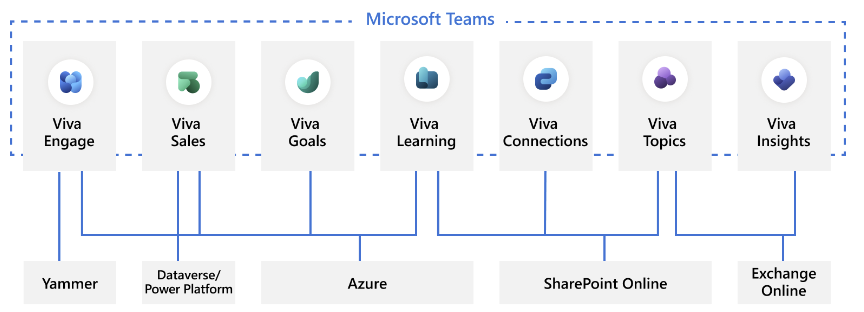 Microsoft Teams
Viva
Engage
Viva
Sales
Viva
Goals
Viva
Learning
Viva
Connections
Viva
Topics
Viva
Insights
Yammer
Dataverse/
Power Platform
Azure
SharePoint Online
Exchange
Online